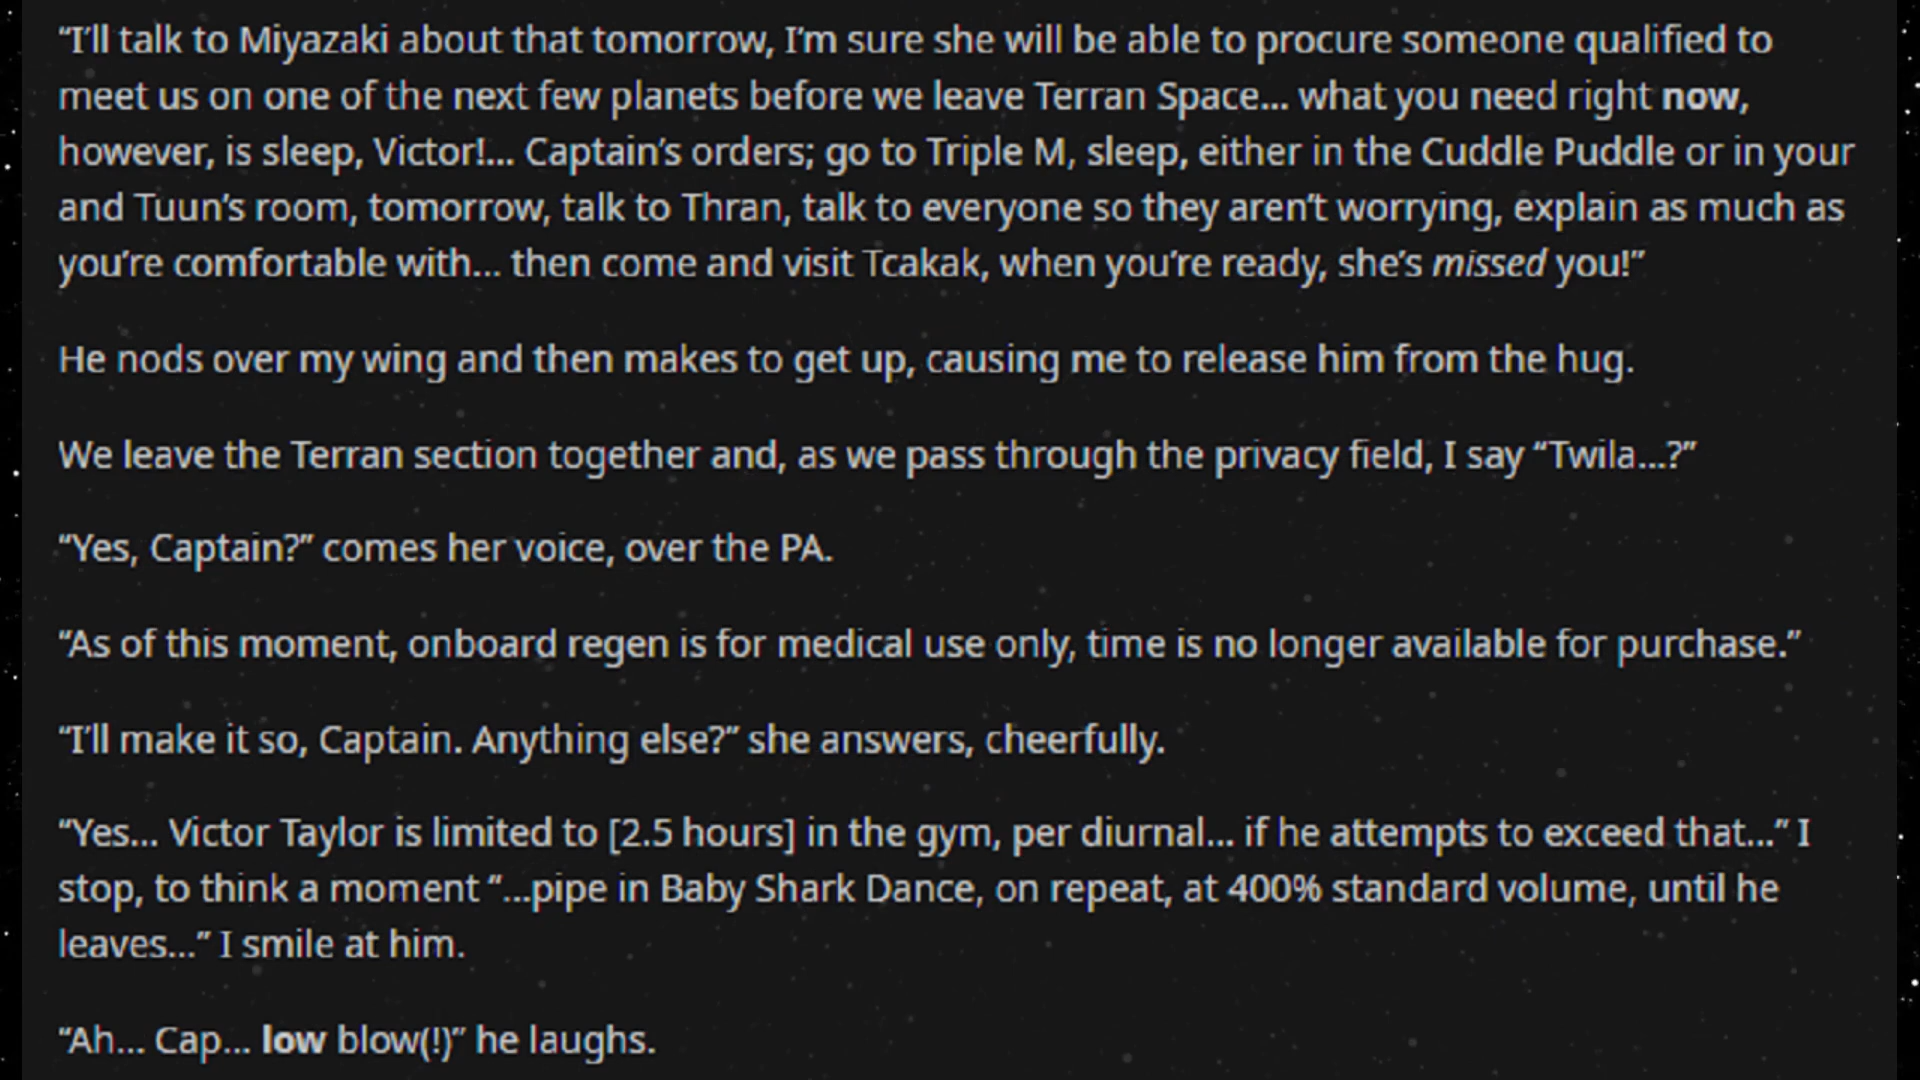 “I’ll talk to Miyazaki about that tomorrow, I’m sure she will be able to procure someone qualified to
meet us on one of the next few planets before we leave Terran Space... what you need right now,
however, is sleep, Victor!... Captain’s orders; go to Triple M, sleep, either in the Cuddle Puddle or in your
and Tuun’s room, tomorrow, talk to Thran, talk to everyone so they aren’t worrying, explain as much as
you’re comfortable with... then come and visit Tcakak, when you’re ready, she’s missed you!”
He nods over my wing and then makes to get up, causing me to release him from the hug.
We leave the Terran section together and, as we pass through the privacy field, I say “Twila...?”
“Yes, Captain?” comes her voice, over the PA.
“As of this moment, onboard regen is for medical use only, time is no longer available for purchase.”
“I’ll make it so, Captain. Anything else?” she answers, cheerfully.
“Yes... Victor Taylor is limited to [2.5 hours] in the gym, per diurnal... if he attempts to exceed that...” I
stop, to think a moment “...pipe in Baby Shark Dance, on repeat, at 400% standard volume, until he
leaves...” I smile at him.
“Ah... Cap... low blow(!)” he laughs.